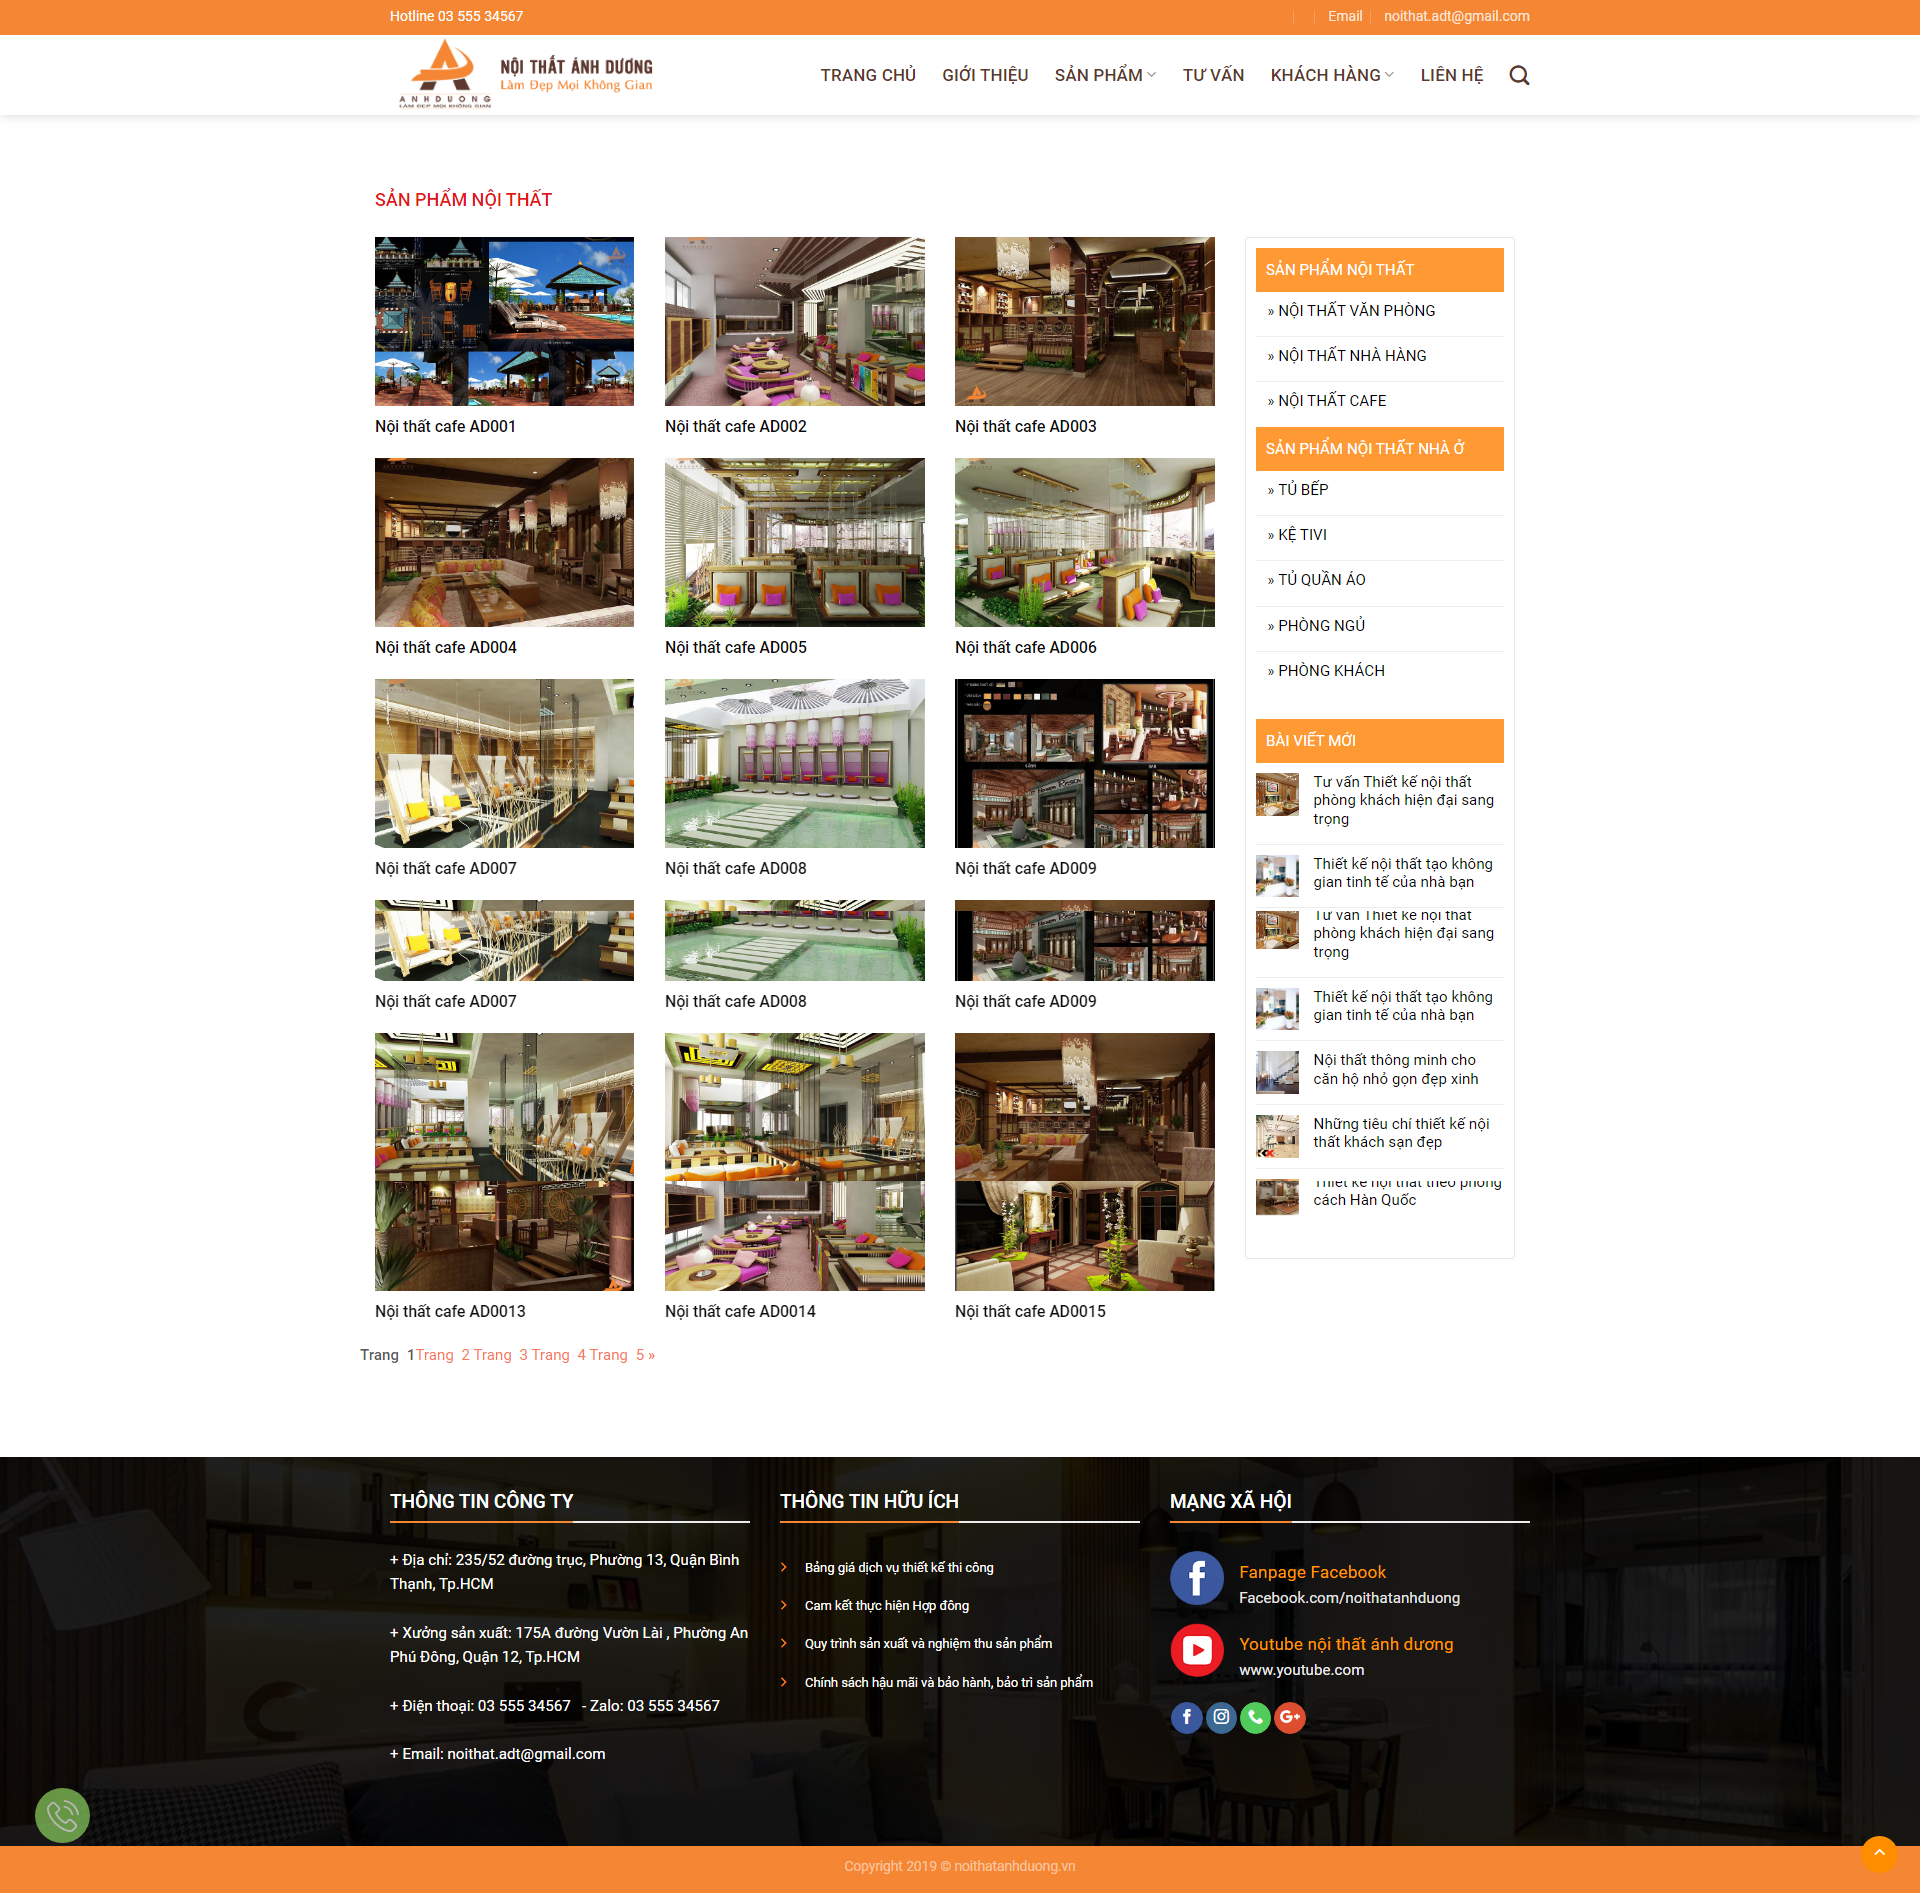 Hotline 03 555 34567
Email
noithat.adt@gmail.com
ANHDUONG
LÀM ĐẸP MỌI KHÔNG GIAN
NỘI THẤT ÁNH DƯƠNG
Làm Đẹp Mọi Không Gian
TRANG CHỦ
GIỚI THIỆU
SẢN PHẨM
TƯ VẤN
KHÁCH HÀNG
LIÊN HỆ
SẢN PHẨM NỘI THẤT
Nội thất cafe AD001
Nội thất cafe AD002
Nội thất cafe AD003
Nội thất cafe AD004
Nội thất cafe AD005
Nội thất cafe AD006
Nội thất cafe AD007
Nội thất cafe AD008
Nội thất cafe AD009
Nội thất cafe AD007
Nội thất cafe AD008
Nội thất cafe AD009
Nội thất cafe AD0013
Nội thất cafe AD0014
Nội thất cafe AD0015
Trang 1Trang 2 Trang 3 Trang 4 Trang 5 »
SẢN PHẨM NỘI THẤT
» NỘI THẤT VĂN PHÒNG
» NỘI THẤT NHÀ HÀNG
» NỘI THẤT CAFE
SẢN PHẨM NỘI THẤT NHÀ Ở
» TỦ BẾP
» KỆ TIVI
» TỦ QUẦN ÁO
» PHÒNG NGỦ
» PHÒNG KHÁCH
BÀI VIẾT MỚI
Tư vấn Thiết kế nội thất
phòng khách hiện đại sang
trọng
Thiết kế nội thất tạo không
gian tinh tế của nhà bạn
Tư vấn Thiết kế nội thất
phòng khách hiện đại sang
trọng
Thiết kế nội thất tạo không
gian tinh tế của nhà bạn
Nội thất thông minh cho
căn hộ nhỏ gọn đẹp xinh
Những tiêu chí thiết kế nội
thất khách sạn đẹp
Thiết kế nội thất theo phong
cách Hàn Quốc
THÔNG TIN CÔNG TY
+ Địa chỉ: 235/52 đường trục, Phường 13, Quận Bình
Thạnh, Tp.HCM
+ Xưởng sản xuất: 175A đường Vườn Lài , Phường An
Phú Đông, Quận 12, Tp.HCM
+ Điện thoại: 03 555 34567 - Zalo: 03 555 34567
+ Email: noithat.adt@gmail.com
THÔNG TIN HỮU ÍCH
Bảng giá dịch vụ thiết kế thi công
Cam kết thực hiện Hợp đồng
Quy trình sản xuất và nghiệm thu sản phẩm
Chính sách hậu mãi và bảo hành, bảo trì sản phẩm
MẠNG XÃ HỘI
Fanpage Facebook
Facebook.com/noithatanhduong
Youtube nội thất ánh dương
www.youtube.com
Copyright 2019 © noithatanhduong.vn